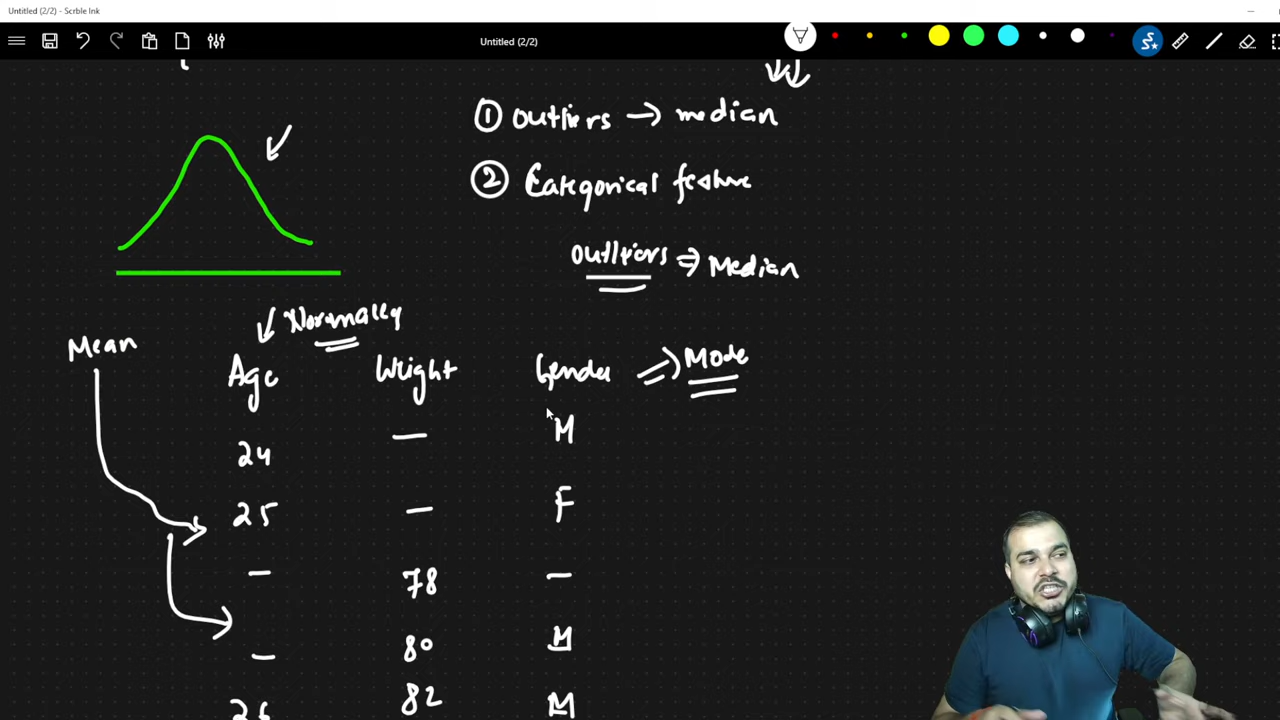 Untitled (2/2) - Scrble Ink
Untitled (2/2)
① Outliers → median
② Categorical feature
Outliers ⇒ Median
Normally
Mean
Age Weight Gender ⇒ Mode
24 — M
25 — F
— 78 —
— 80 M
26 82 M